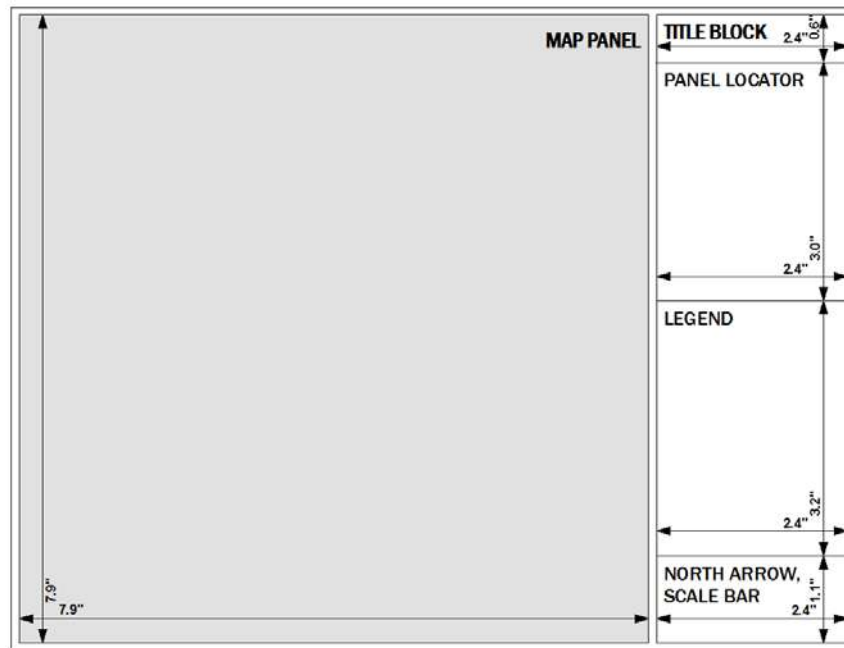 MAP PANEL
7.9"
7.9"
TITLE BLOCK
2.4"
0.6"
PANEL LOCATOR
3.0"
2.4"
LEGEND
3.2"
2.4"
NORTH ARROW,
SCALE BAR
1.1"
2.4"